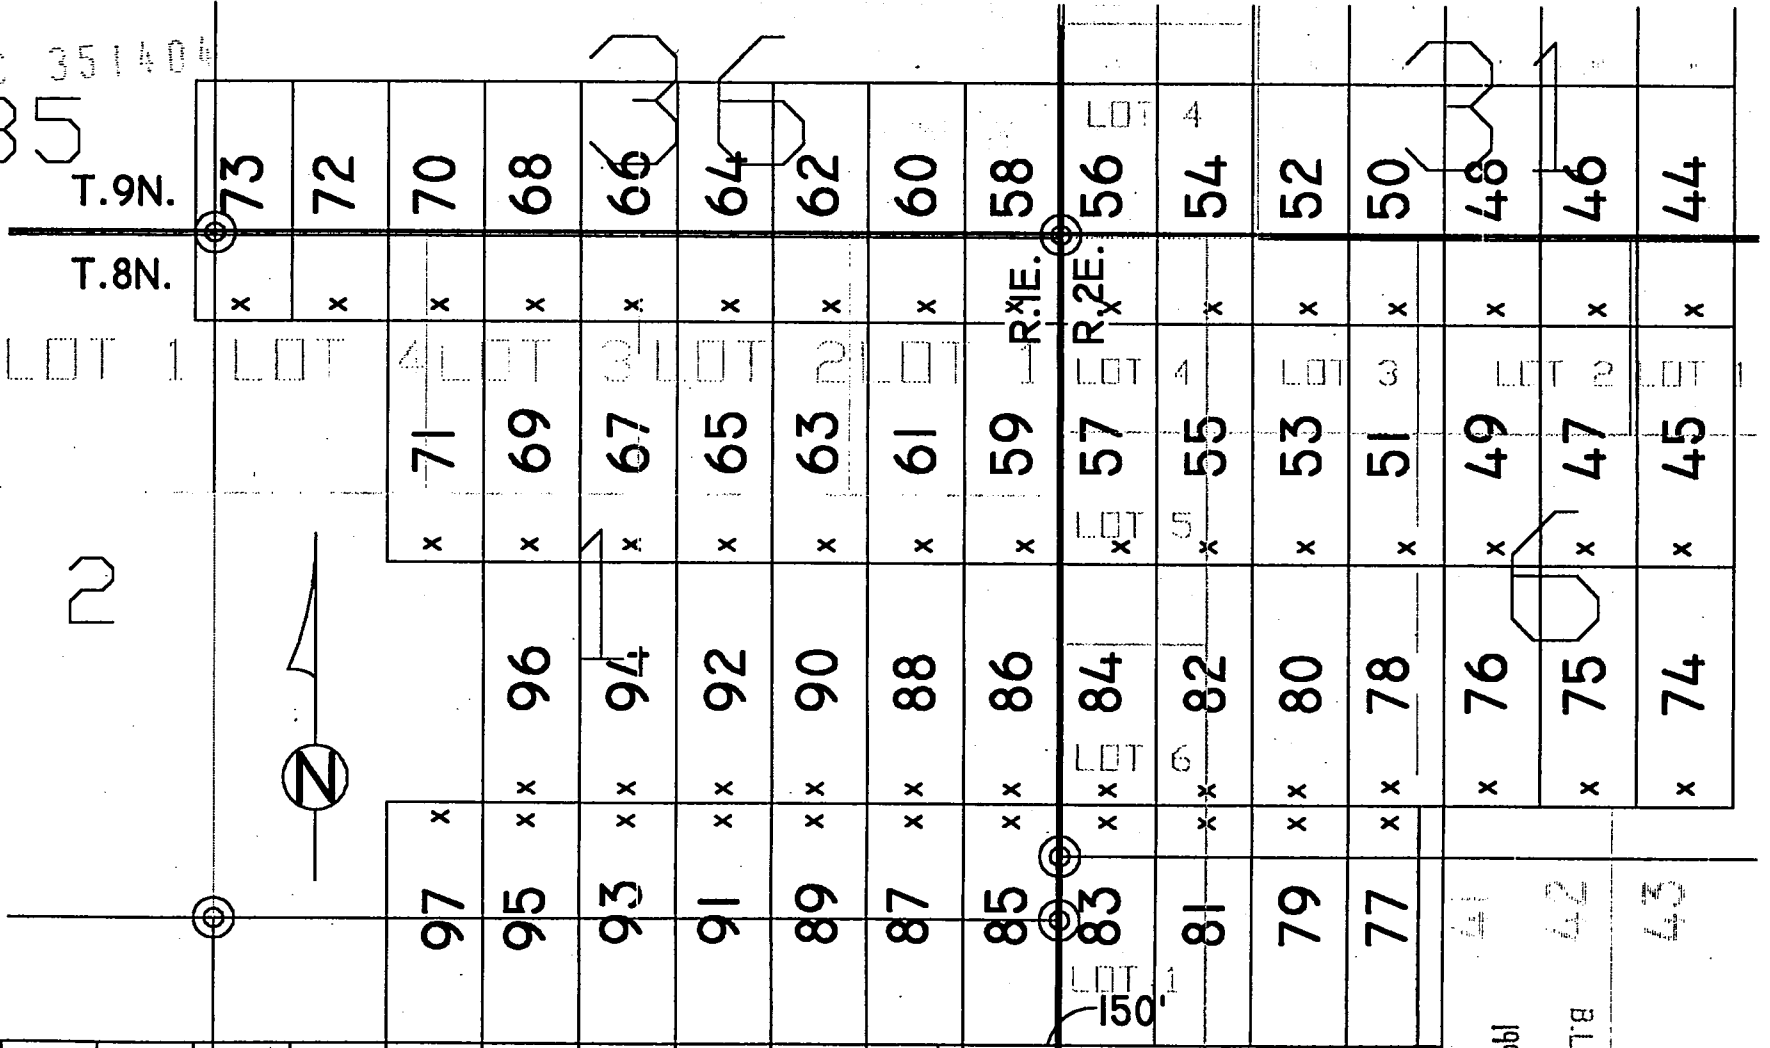 351404
35 36 31
LOT 4
T.9N.
73 72 70 68 66 64 62 60 58 56 54 52 50 48 46 44
T.8N.
x x x x x x x x x x x x x x x x
R.1E.
R.2E.
LOT 1 LOT 4 LOT 3 LOT 2 LOT 1 LOT 4 LOT 3 LOT 2 LOT 1
71 69 67 65 63 61 59 57 55 53 51 49 47 45
LOT 5
x x x x x x x x x x x x x x
2 1 6
96 94 92 90 88 86 84 82 80 78 76 75 74
LOT 6
N
x x x x x x x x x x x x x
x x x x x x x x x x x
97 95 93 91 89 87 85 83 81 79 77 41 42 43
LOT 1
150'